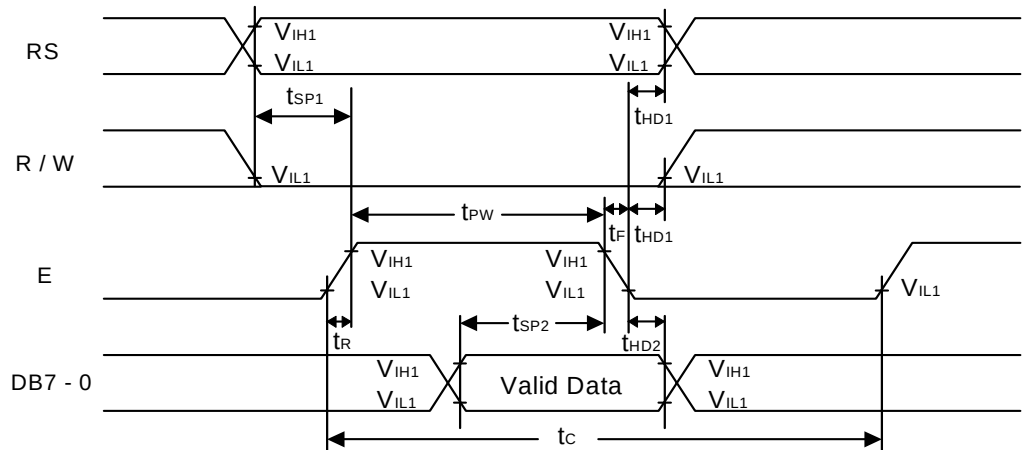 RS
VIH1
VIL1
VIH1
VIL1
tSP1
tHD1
R / W
VIL1
VIL1
tPW
tF
tHD1
E
VIH1
VIL1
VIH1
VIL1
VIL1
tR
tSP2
tHD2
DB7 - 0
VIH1
VIL1
Valid Data
VIH1
VIL1
tC